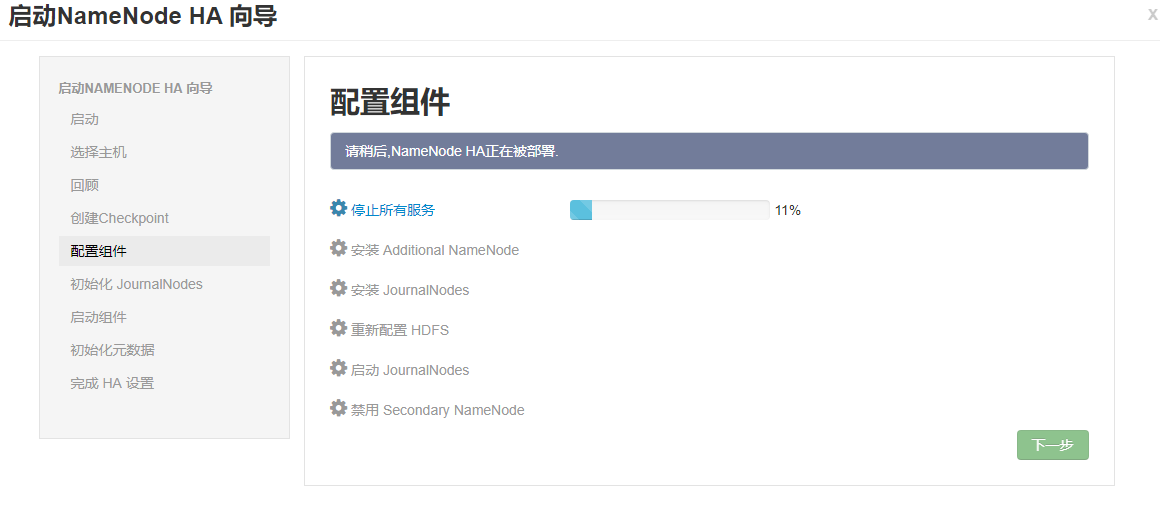 启动NameNode HA 向导
x
启动NAMENODE HA 向导
启动
选择主机
回顾
创建Checkpoint
配置组件
初始化 JournalNodes
启动组件
初始化元数据
完成 HA 设置
配置组件
请稍后,NameNode HA正在被部署.
停止所有服务 11%
安装 Additional NameNode
安装 JournalNodes
重新配置 HDFS
启动 JournalNodes
禁用 Secondary NameNode
下一步